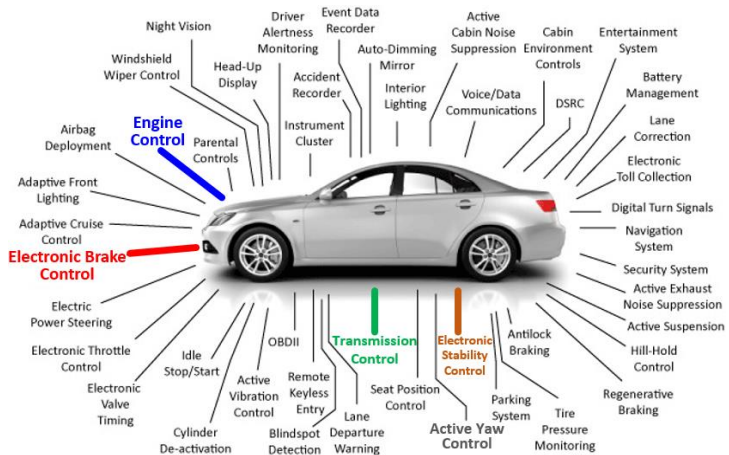 Night Vision
Driver
Alertness
Monitoring
Event Data
Recorder
Active
Cabin Noise
Suppression
Cabin
Environment
Controls
Entertainment
System
Windshield
Wiper Control
Head-Up
Display
Accident
Recorder
Auto-Dimming
Mirror
Interior
Lighting
Voice/Data
Communications
DSRC
Battery
Management
Lane
Correction
Electronic
Toll Collection
Digital Turn Signals
Navigation
System
Security System
Active Exhaust
Noise Suppression
Active Suspension
Hill-Hold
Control
Regenerative
Braking
Airbag
Deployment
Engine
Control
Parental
Controls
Instrument
Cluster
Adaptive Front
Lighting
Adaptive Cruise
Control
Electronic Brake
Control
Electric
Power Steering
Electronic Throttle
Control
Electronic
Valve
Timing
Idle
Stop/Start
Cylinder
De-activation
Active
Vibration
Control
OBDII
Remote
Keyless
Entry
Blindspot
Detection
Lane
Departure
Warning
Transmission
Control
Seat Position
Control
Electronic
Stability
Control
Active Yaw
Control
Parking
System
Antilock
Braking
Tire
Pressure
Monitoring